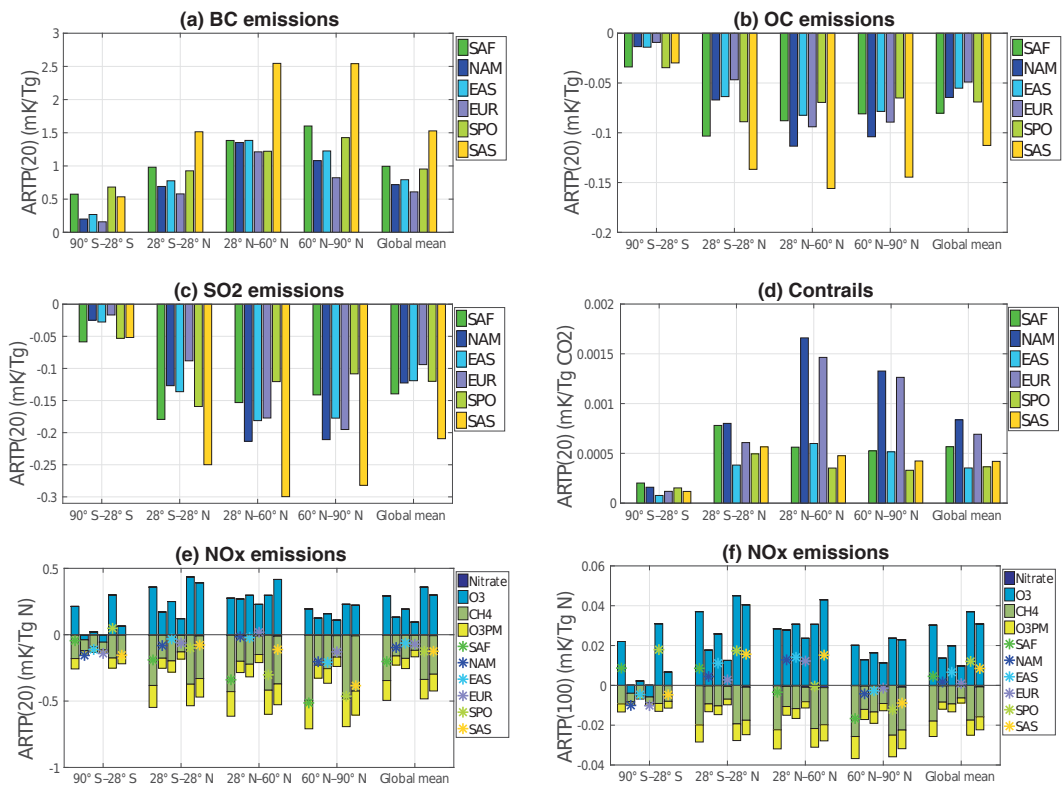 (a) BC emissions
ARTP(20) (mK/Tg)
3
2.5
2
1.5
1
0.5
0
90° S–28° S
28° S–28° N
28° N–60° N
60° N–90° N
Global mean
SAF
NAM
EAS
EUR
SPO
SAS
(b) OC emissions
ARTP(20) (mK/Tg)
0
-0.05
-0.1
-0.15
-0.2
90° S–28° S
28° S–28° N
28° N–60° N
60° N–90° N
Global mean
SAF
NAM
EAS
EUR
SPO
SAS
(c) SO2 emissions
ARTP(20) (mK/Tg)
0
-0.05
-0.1
-0.15
-0.2
-0.25
-0.3
90° S–28° S
28° S–28° N
28° N–60° N
60° N–90° N
Global mean
SAF
NAM
EAS
EUR
SPO
SAS
(d) Contrails
ARTP(20) (mK/Tg CO2)
0.002
0.0015
0.001
0.0005
0
90° S–28° S
28° S–28° N
28° N–60° N
60° N–90° N
Global mean
SAF
NAM
EAS
EUR
SPO
SAS
(e) NOx emissions
ARTP(20) (mK/Tg N)
0.5
0
-0.5
-1
90° S–28° S
28° S–28° N
28° N–60° N
60° N–90° N
Global mean
Nitrate
O3
CH4
O3PM
SAF
NAM
EAS
EUR
SPO
SAS
(f) NOx emissions
ARTP(100) (mK/Tg N)
0.06
0.04
0.02
0
-0.02
-0.04
90° S–28° S
28° S–28° N
28° N–60° N
60° N–90° N
Global mean
Nitrate
O3
CH4
O3PM
SAF
NAM
EAS
EUR
SPO
SAS